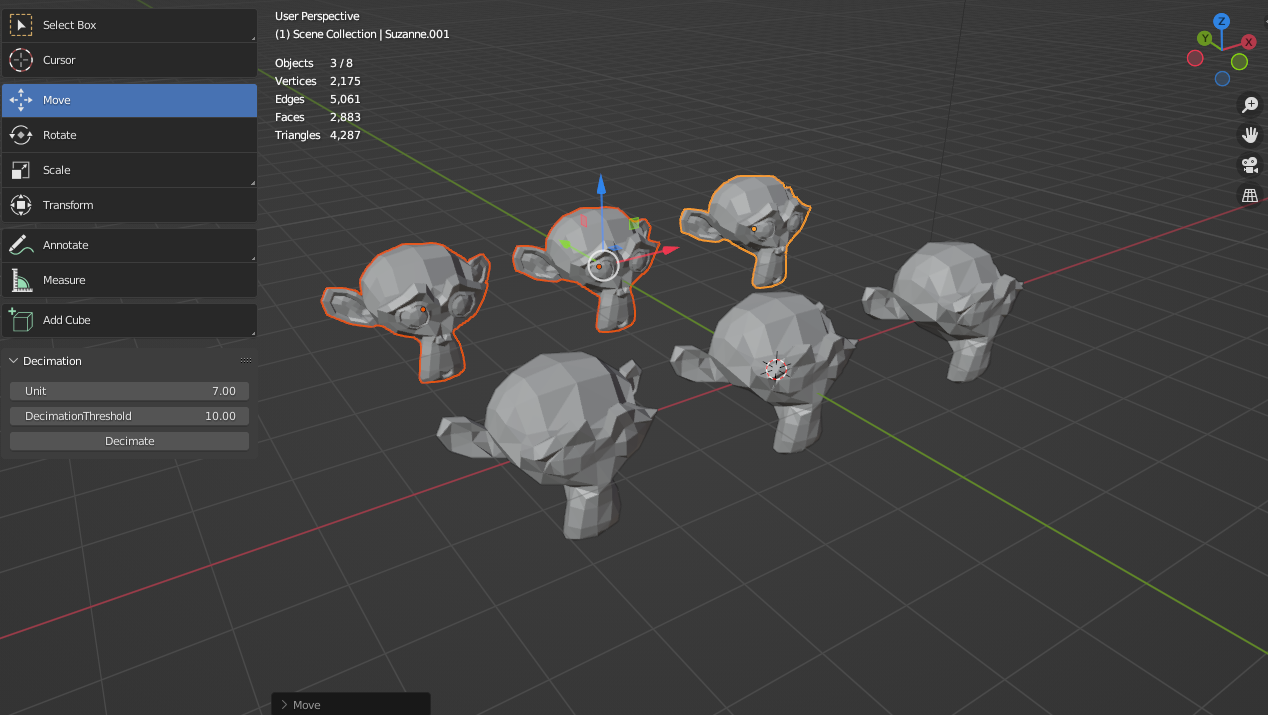 Select Box
Cursor
Move
Rotate
Scale
Transform
Annotate
Measure
Add Cube
Decimation
Unit 7.00
DecimationThreshold 10.00
Decimate
User Perspective
(1) Scene Collection | Suzanne.001
Objects 3 / 8
Vertices 2,175
Edges 5,061
Faces 2,883
Triangles 4,287
Z
Y
X
Move